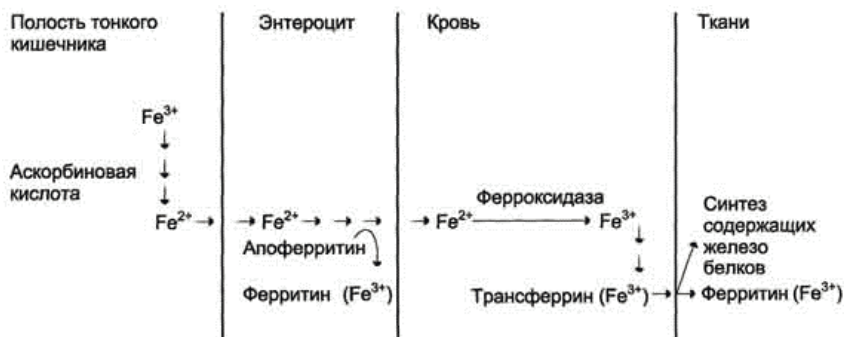 Полость тонкого
кишечника
Энтероцит
Кровь
Ткани
Fe³⁺
Аскорбиновая
кислота
Fe²⁺
Fe²⁺
Апоферритин
Ферритин (Fe³⁺)
Fe²⁺
Ферроксидаза
Fe³⁺
Трансферрин (Fe³⁺)
Синтез
содержащих
железо
белков
Ферритин (Fe³⁺)